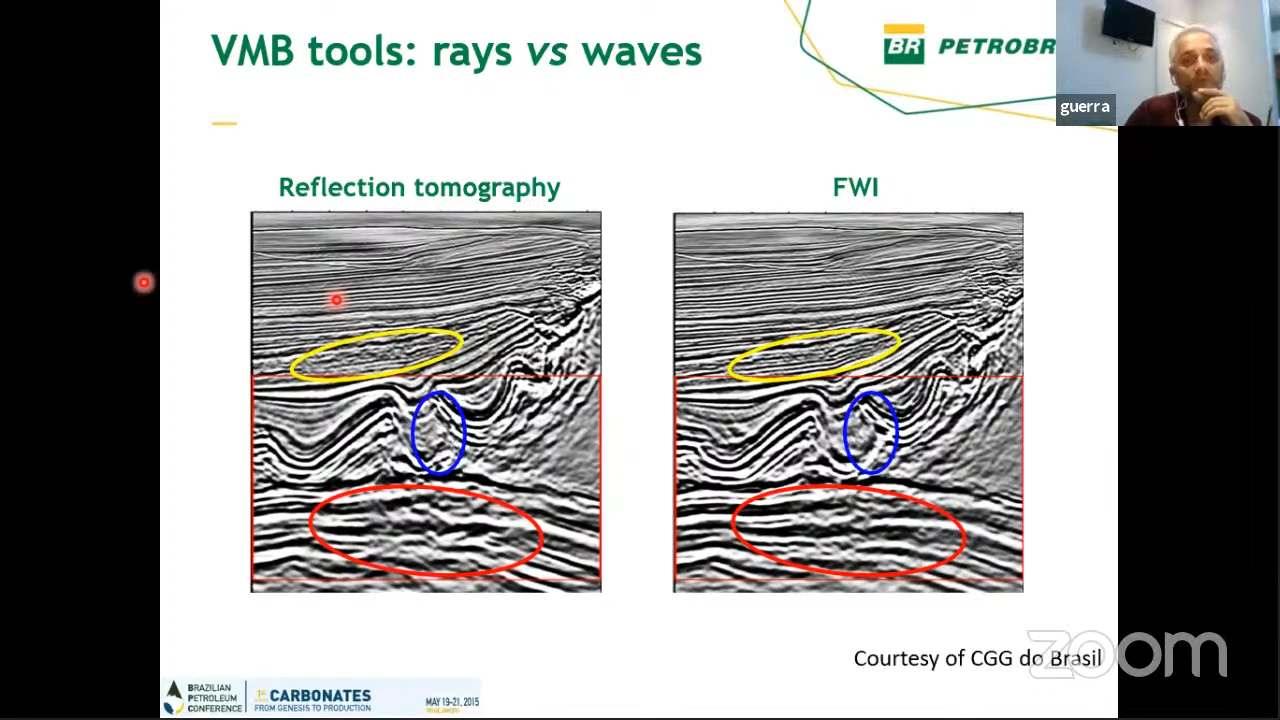 VMB tools: rays vs waves
BR PETROBR
guerra
Reflection tomography
FWI
Courtesy of CGG do Brasil
zoom
BRAZILIAN
PETROLEUM
CONFERENCE
CARBONATES
FROM GENESIS TO PRODUCTION
MAY 19-21, 2015